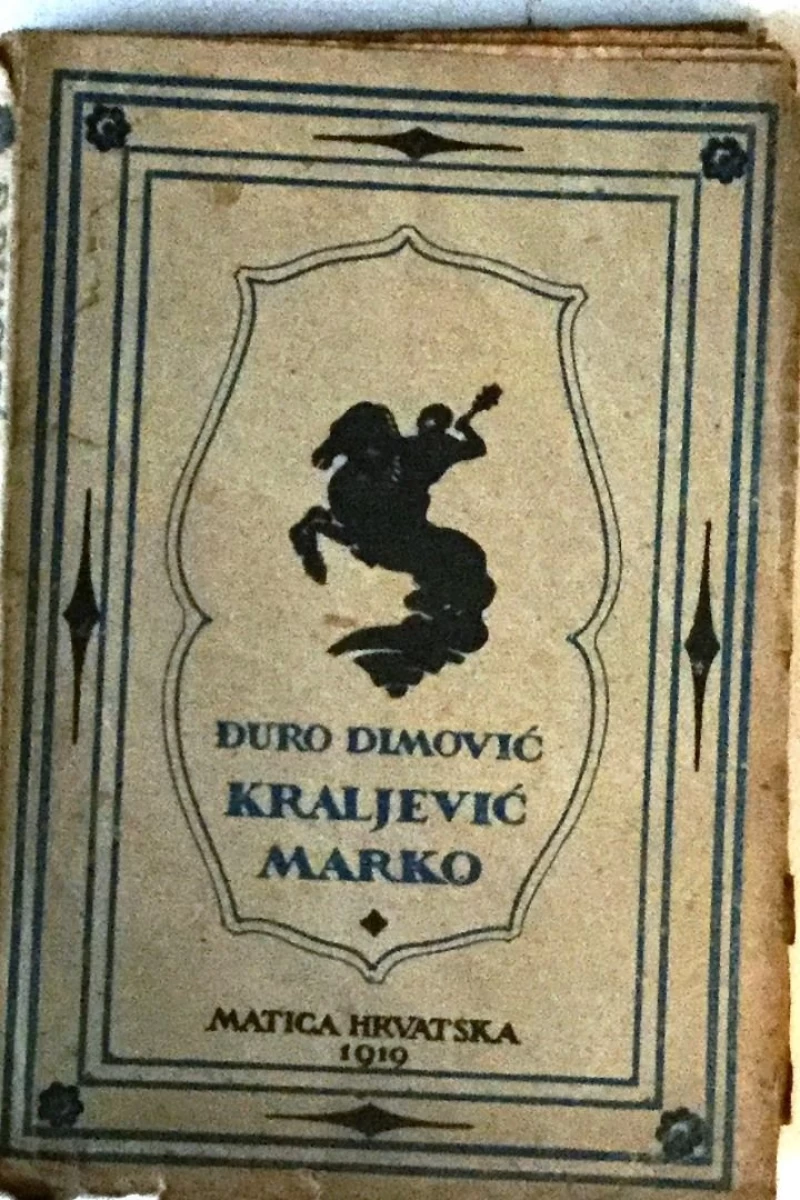 ĐURO DIMOVIĆ
KRALJEVIĆ
MARKO
MATICA HRVATSKA
1919